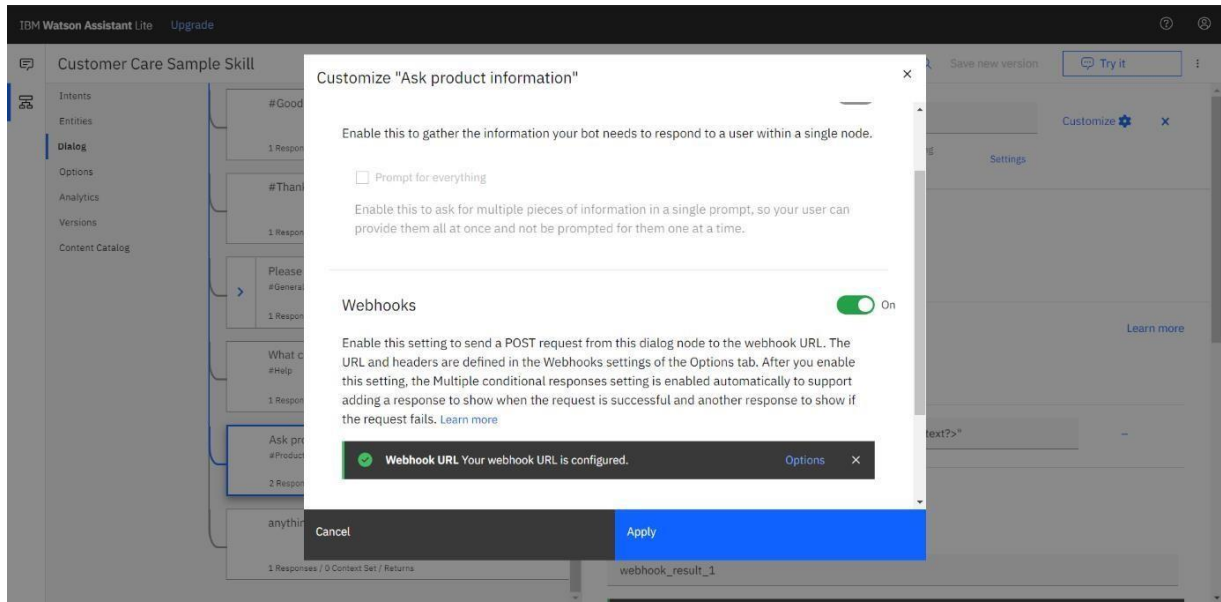 IBM Watson Assistant Lite Upgrade
Customer Care Sample Skill
Save new version
Try it
Intents
Entities
Dialog
Options
Analytics
Versions
Content Catalog
#Good
1 Respon
#Than
1 Respon
Please
#General
1 Respon
What c
#Help
1 Respon
Ask pro
#Product
2 Respon
anythin
1 Responses / 0 Context Set / Returns
Customize "Ask product information"
Enable this to gather the information your bot needs to respond to a user within a single node.
Prompt for everything
Enable this to ask for multiple pieces of information in a single prompt, so your user can
provide them all at once and not be prompted for them one at a time.
Webhooks
On
Enable this setting to send a POST request from this dialog node to the webhook URL. The
URL and headers are defined in the Webhooks settings of the Options tab. After you enable
this setting, the Multiple conditional responses setting is enabled automatically to support
adding a response to show when the request is successful and another response to show if
the request fails. Learn more
Webhook URL Your webhook URL is configured.
Options
Cancel
Apply
Customize
Settings
Learn more
text?>"
webhook_result_1